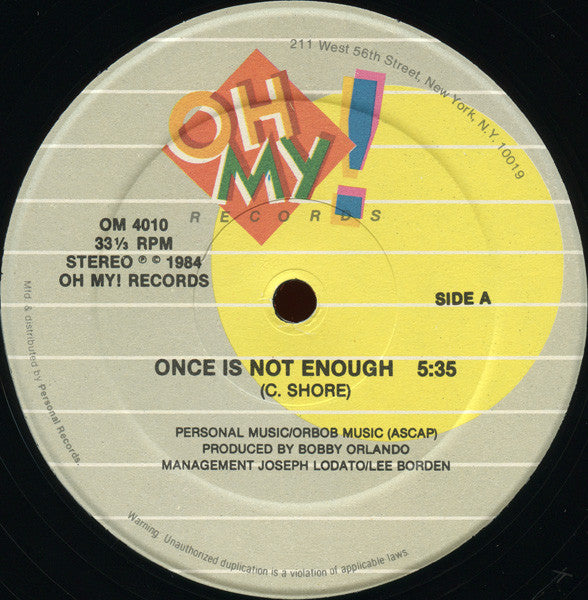 211 West 56th Street, New York, N.Y. 10019
OH
MY!
RECORDS
OM 4010
33⅓ RPM
STEREO ℗ © 1984
OH MY! RECORDS
SIDE A
Mfd & distributed by Personal Records.
ONCE IS NOT ENOUGH 5:35
(C. SHORE)
PERSONAL MUSIC/ORBOB MUSIC (ASCAP)
PRODUCED BY BOBBY ORLANDO
MANAGEMENT JOSEPH LODATO/LEE BORDEN
Warning. Unauthorized duplication is a violation of applicable laws.